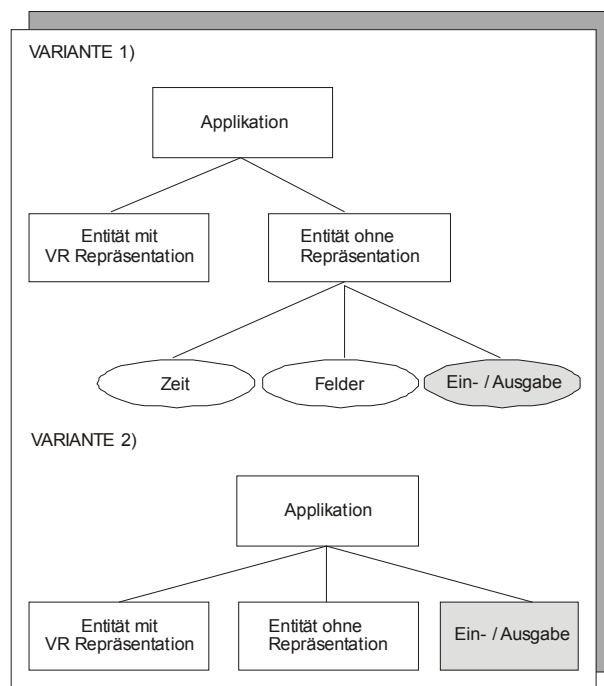 VARIANTE 1)
Applikation
Entität mit
VR Repräsentation
Entität ohne
Repräsentation
Zeit
Felder
Ein- / Ausgabe
VARIANTE 2)
Applikation
Entität mit
VR Repräsentation
Entität ohne
Repräsentation
Ein- / Ausgabe